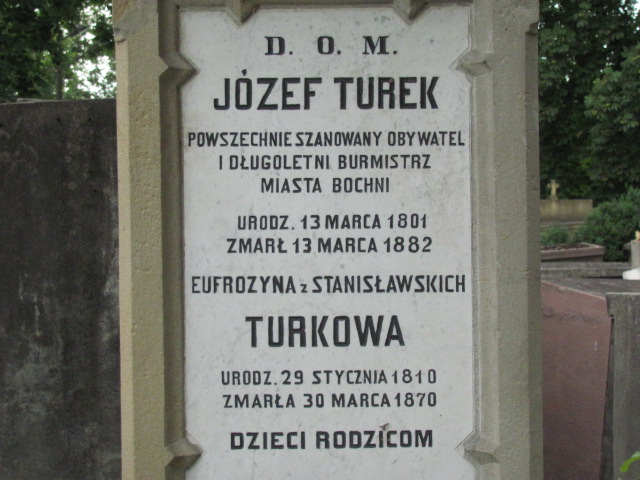 D. O. M.
JÓZEF TUREK
POWSZECHNIE SZANOWANY OBYWATEL
I DŁUGOLETNI BURMISTRZ
MIASTA BOCHNI
URODZ. 13 MARCA 1801
ZMARŁ 13 MARCA 1882
EUFROZYNA z STANISŁAWSKICH
TURKOWA
URODZ. 29 STYCZNIA 1810
ZMARŁA 30 MARCA 1870
DZIECI RODZICOM